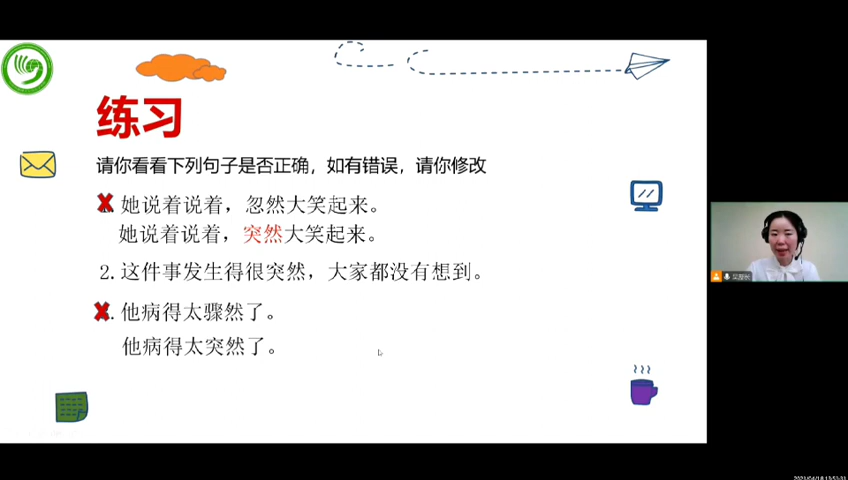 练习
请你看看下列句子是否正确，如有错误，请你修改
她说着说着，忽然大笑起来。
她说着说着，突然大笑起来。
2.这件事发生得很突然，大家都没有想到。
他病得太骤然了。
他病得太突然了。